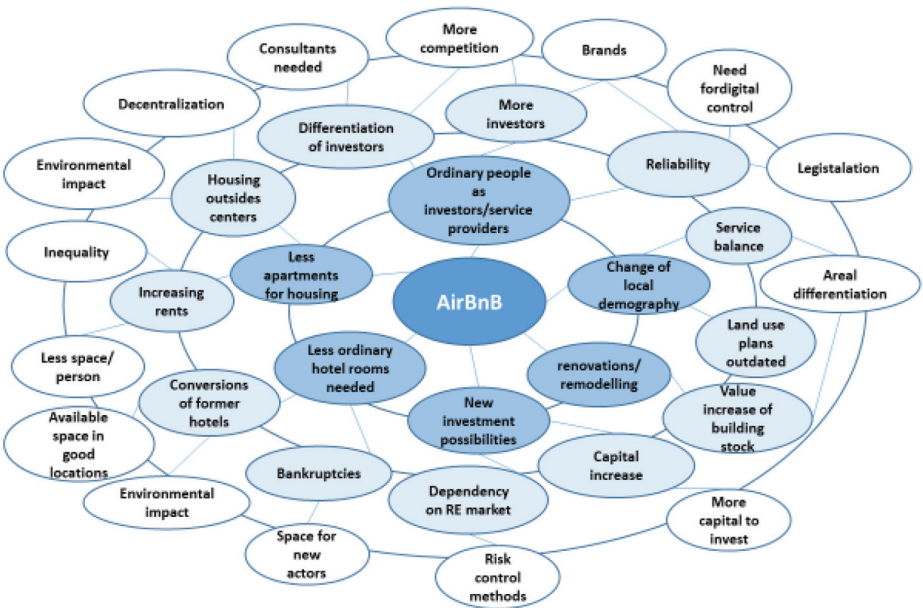 More
competition
Consultants
needed
Brands
Need
fordigital
control
Decentralization
Differentiation
of investors
More
investors
Environmental
impact
Housing
outsides
centers
Ordinary people
as
investors/service
providers
Reliability
Legistalation
Inequality
Less
apartments
for housing
Service
balance
Increasing
rents
AirBnB
Change of
local
demography
Areal
differentiation
Less space/
person
Less ordinary
hotel rooms
needed
renovations/
remodelling
Land use
plans
outdated
Available
space in
good
locations
Conversions
of former
hotels
New
investment
possibilities
Value
increase of
building
stock
Environmental
impact
Bankruptcies
Dependency
on RE market
Capital
increase
More
capital to
invest
Space for
new
actors
Risk
control
methods